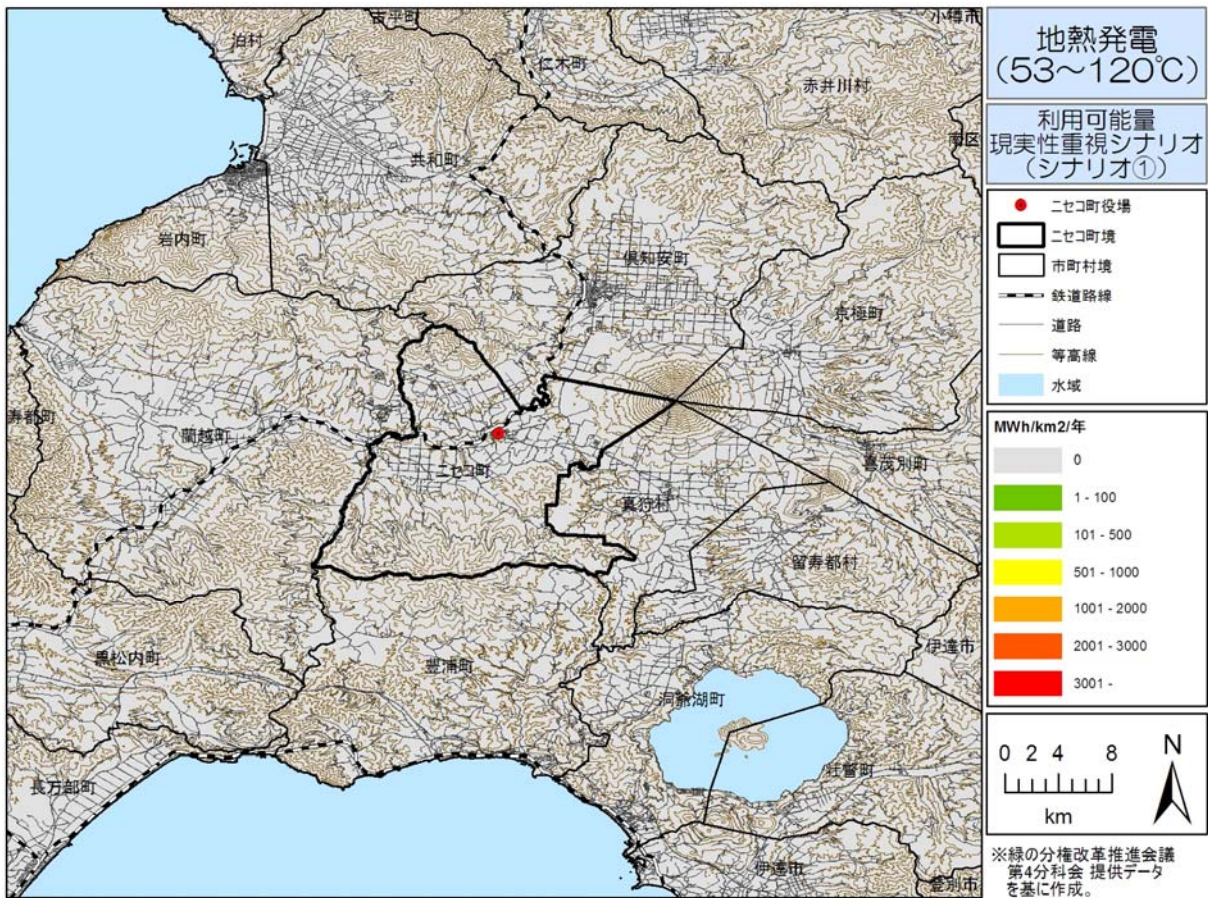 古平町
小樽市
泊村
仁木町
赤井川村
南区
共和町
岩内町
倶知安町
京極町
寿都町
蘭越町
ニセコ町
喜茂別町
真狩村
留寿都村
黒松内町
豊浦町
伊達市
洞爺湖町
長万部町
壮瞥町
伊達市
登別市
地熱発電
(53～120℃)
利用可能量
現実性重視シナリオ
(シナリオ①)
ニセコ町役場
ニセコ町境
市町村境
鉄道路線
道路
等高線
水域
MWh/km2/年
0
1 - 100
101 - 500
501 - 1000
1001 - 2000
2001 - 3000
3001 -
0 2 4 8
km
N
※緑の分権改革推進会議
第4分科会 提供データ
を基に作成。